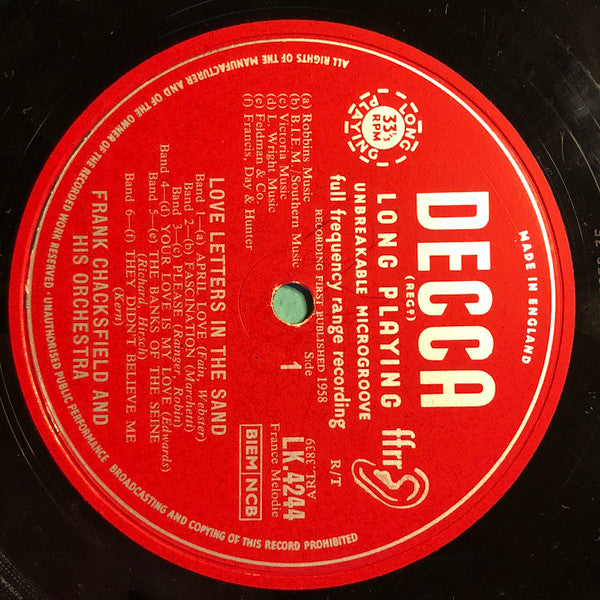 MADE IN ENGLAND
DECCA
(REGD)
LONG PLAYING ffrr
UNBREAKABLE MICROGROOVE
full frequency range recording
RECORDING FIRST PUBLISHED 1958
LONG
33⅓
RPM
PLAYING
Side
1
R/T
ARL.3839
France Melodie
LK.4244
BIEM NCB
(a) Robbins Music
(b) B.I.E.M./Southern Music
(c) Victoria Music
(d) L. Wright Music
(e) Feldman & Co.
(f) Francis, Day & Hunter
LOVE LETTERS IN THE SAND
Band 1—(a) APRIL LOVE (Fain, Webster)
Band 2—(b) FASCINATION (Marchetti)
Band 3—(c) PLEASE (Ranger, Robin)
Band 4—(d) YOUR LOVE IS MY LOVE (Edwards)
Band 5—(e) BY THE BANKS OF THE SEINE
(Richard, Hirsch)
Band 6—(f) THEY DIDN'T BELIEVE ME
(Kern)
FRANK CHACKSFIELD AND
HIS ORCHESTRA
ALL RIGHTS OF THE MANUFACTURER AND OF THE OWNER OF THE RECORDED WORK RESERVED · UNAUTHORISED PUBLIC PERFORMANCE BROADCASTING AND COPYING OF THIS RECORD PROHIBITED